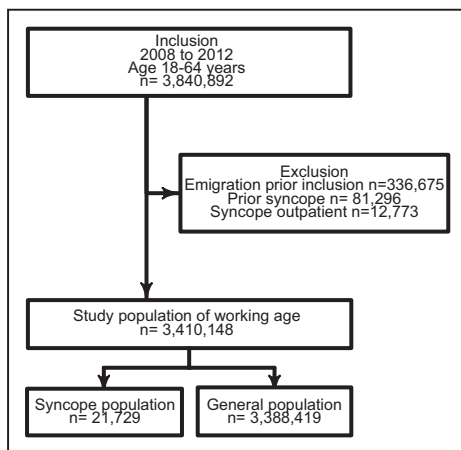 Inclusion
2008 to 2012
Age 18-64 years
n= 3,840,892
Exclusion
Emigration prior inclusion n=336,675
Prior syncope n= 81,296
Syncope outpatient n=12,773
Study population of working age
n= 3,410,148
Syncope population
n= 21,729
General population
n= 3,388,419